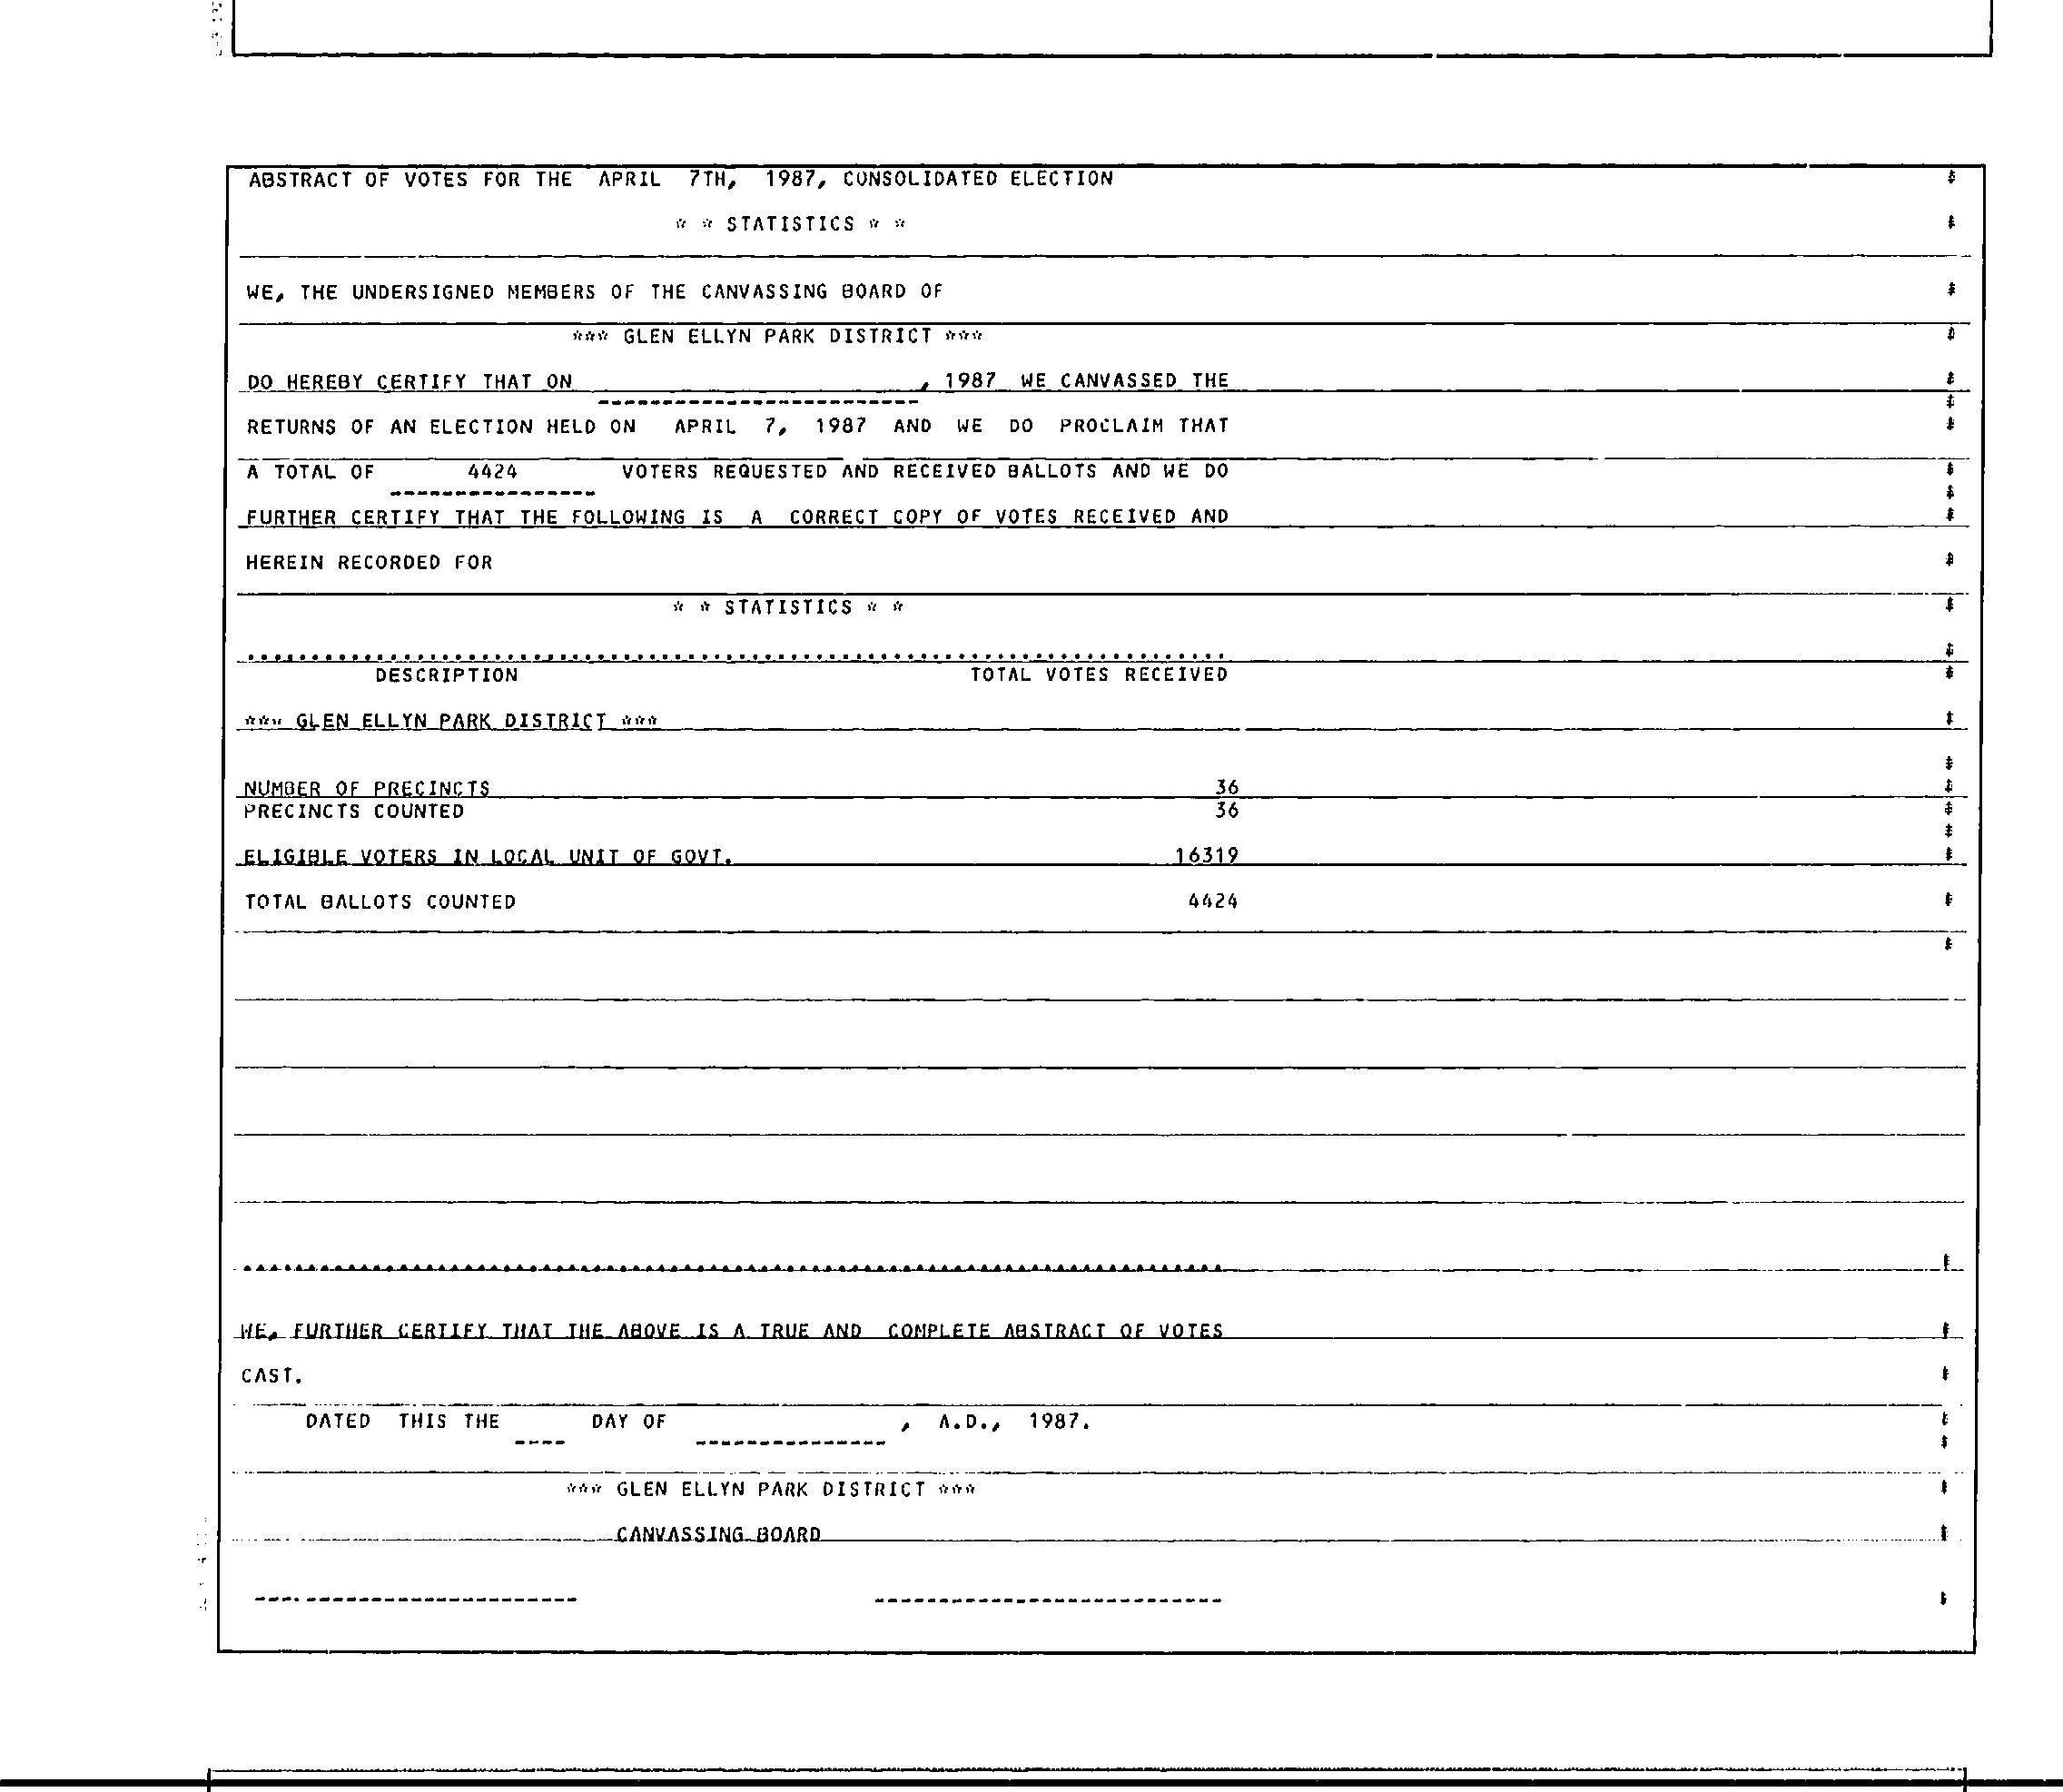 ABSTRACT OF VOTES FOR THE APRIL 7TH, 1987, CONSOLIDATED ELECTION
* * STATISTICS * *
WE, THE UNDERSIGNED MEMBERS OF THE CANVASSING BOARD OF
*** GLEN ELLYN PARK DISTRICT ***
DO HEREBY CERTIFY THAT ON , 1987 WE CANVASSED THE
RETURNS OF AN ELECTION HELD ON APRIL 7, 1987 AND WE DO PROCLAIM THAT
A TOTAL OF 4424 VOTERS REQUESTED AND RECEIVED BALLOTS AND WE DO
FURTHER CERTIFY THAT THE FOLLOWING IS A CORRECT COPY OF VOTES RECEIVED AND
HEREIN RECORDED FOR
* * STATISTICS * *
DESCRIPTION TOTAL VOTES RECEIVED
*** GLEN ELLYN PARK DISTRICT ***
NUMBER OF PRECINCTS 36
PRECINCTS COUNTED 36
ELIGIBLE VOTERS IN LOCAL UNIT OF GOVT. 16319
TOTAL BALLOTS COUNTED 4424
WE, FURTHER CERTIFY THAT THE ABOVE IS A TRUE AND COMPLETE ABSTRACT OF VOTES
CAST.
DATED THIS THE ---- DAY OF --------------- , A.D., 1987.
*** GLEN ELLYN PARK DISTRICT ***
CANVASSING BOARD